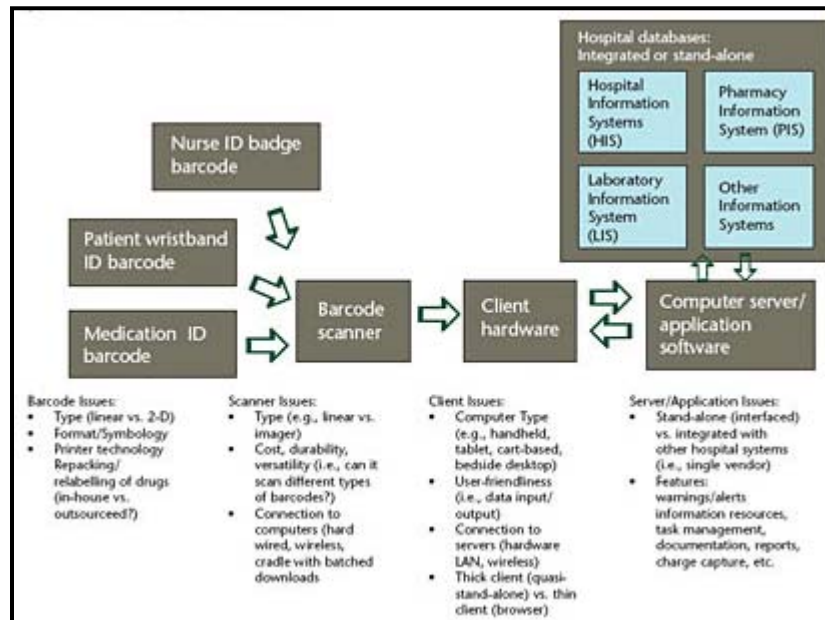 Hospital databases:
Integrated or stand-alone
Hospital
Information
Systems
(HIS)
Pharmacy
Information
System (PIS)
Laboratory
Information
System
(LIS)
Other
Information
Systems
Nurse ID badge
barcode
Patient wristband
ID barcode
Medication ID
barcode
Barcode
scanner
Client
hardware
Computer server/
application
software
Barcode Issues:
• Type (linear vs. 2-D)
• Format/Symbology
• Printer technology
Repacking/
relabelling of drugs
(in-house vs.
outsourceed?)
Scanner Issues:
• Type (e.g., linear vs.
imager)
• Cost, durability,
versatility (i.e., can it
scan different types
of barcodes?)
• Connection to
computers (hard
wired, wireless,
cradle with batched
downloads
Client Issues:
• Computer Type
(e.g., handheld,
tablet, cart-based,
bedside desktop)
• User-friendliness
(i.e., data input/
output)
• Connection to
servers (hardware
LAN, wireless)
• Thick client (quasi-
stand-alone) vs. thin
client (browser)
Server/Application Issues:
• Stand-alone (interfaced)
vs. integrated with
other hospital systems
(i.e., single vendor)
• Features:
warnings/alerts
information resources,
task management,
documentation, reports,
charge capture, etc.